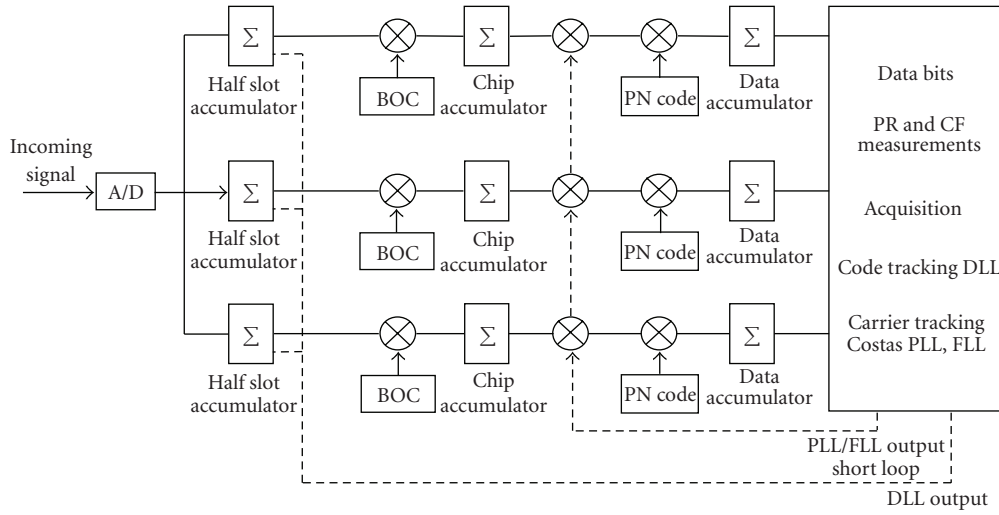 Incoming
signal
A/D
Σ
Half slot
accumulator
BOC
Σ
Chip
accumulator
PN code
Σ
Data
accumulator
Σ
Half slot
accumulator
BOC
Σ
Chip
accumulator
PN code
Σ
Data
accumulator
Σ
Half slot
accumulator
BOC
Σ
Chip
accumulator
PN code
Σ
Data
accumulator
Data bits
PR and CF
measurements
Acquisition
Code tracking DLL
Carrier tracking
Costas PLL, FLL
PLL/FLL output
short loop
DLL output